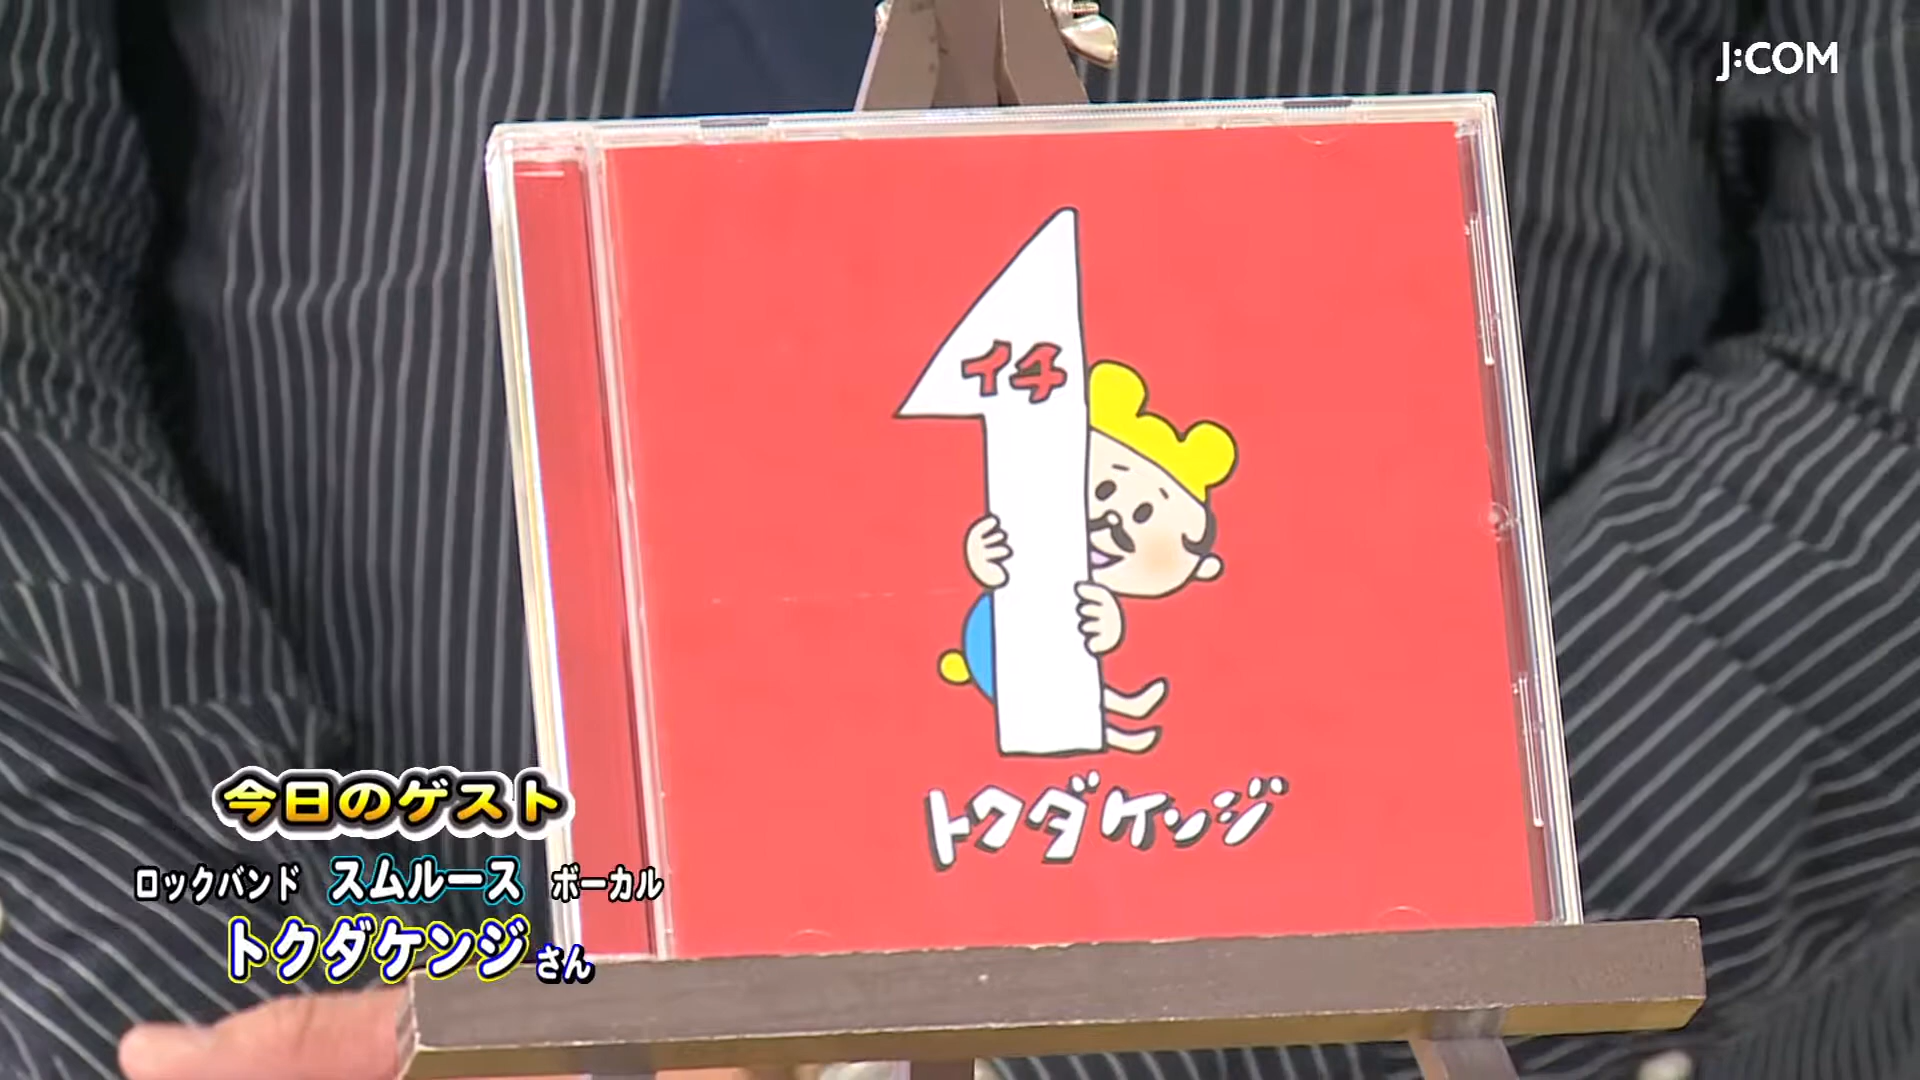 J:COM
イチ
トクダケンジ
今日のゲスト
ロックバンド スムルース ボーカル
トクダケンジさん